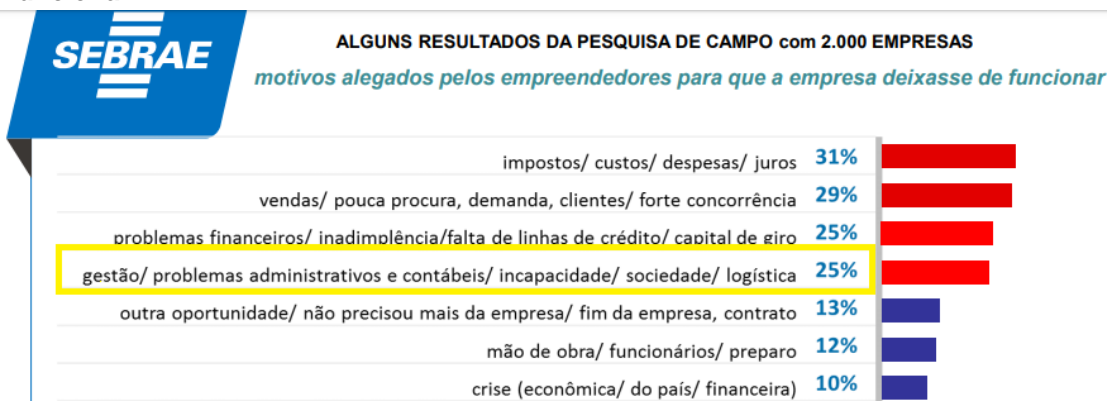 SEBRAE
ALGUNS RESULTADOS DA PESQUISA DE CAMPO com 2.000 EMPRESAS
motivos alegados pelos empreendedores para que a empresa deixasse de funcionar
impostos/ custos/ despesas/ juros 31%
vendas/ pouca procura, demanda, clientes/ forte concorrência 29%
problemas financeiros/ inadimplência/falta de linhas de crédito/ capital de giro 25%
gestão/ problemas administrativos e contábeis/ incapacidade/ sociedade/ logística 25%
outra oportunidade/ não precisou mais da empresa/ fim da empresa, contrato 13%
mão de obra/ funcionários/ preparo 12%
crise (econômica/ do país/ financeira) 10%